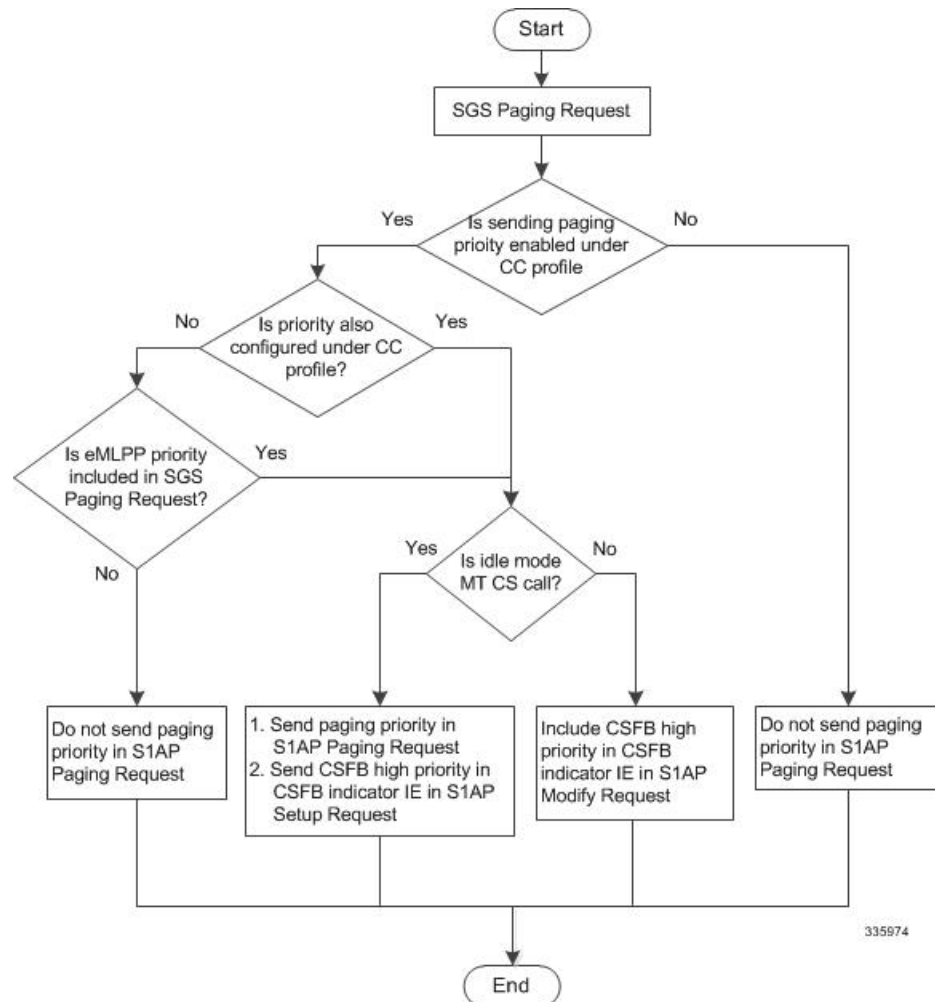 Start
SGS Paging Request
Yes
Is sending paging
prioity enabled under
CC profile
No
No
Is priority also
configured under CC
profile?
Yes
Is eMLPP priority
included in SGS
Paging Request?
Yes
No
Yes
Is idle mode
MT CS call?
No
Do not send paging
priority in S1AP
Paging Request
1. Send paging priority in
S1AP Paging Request
2. Send CSFB high priority in
CSFB indicator IE in S1AP
Setup Request
Include CSFB high
priority in CSFB
indicator IE in S1AP
Modify Request
Do not send paging
priority in S1AP
Paging Request
335974
End